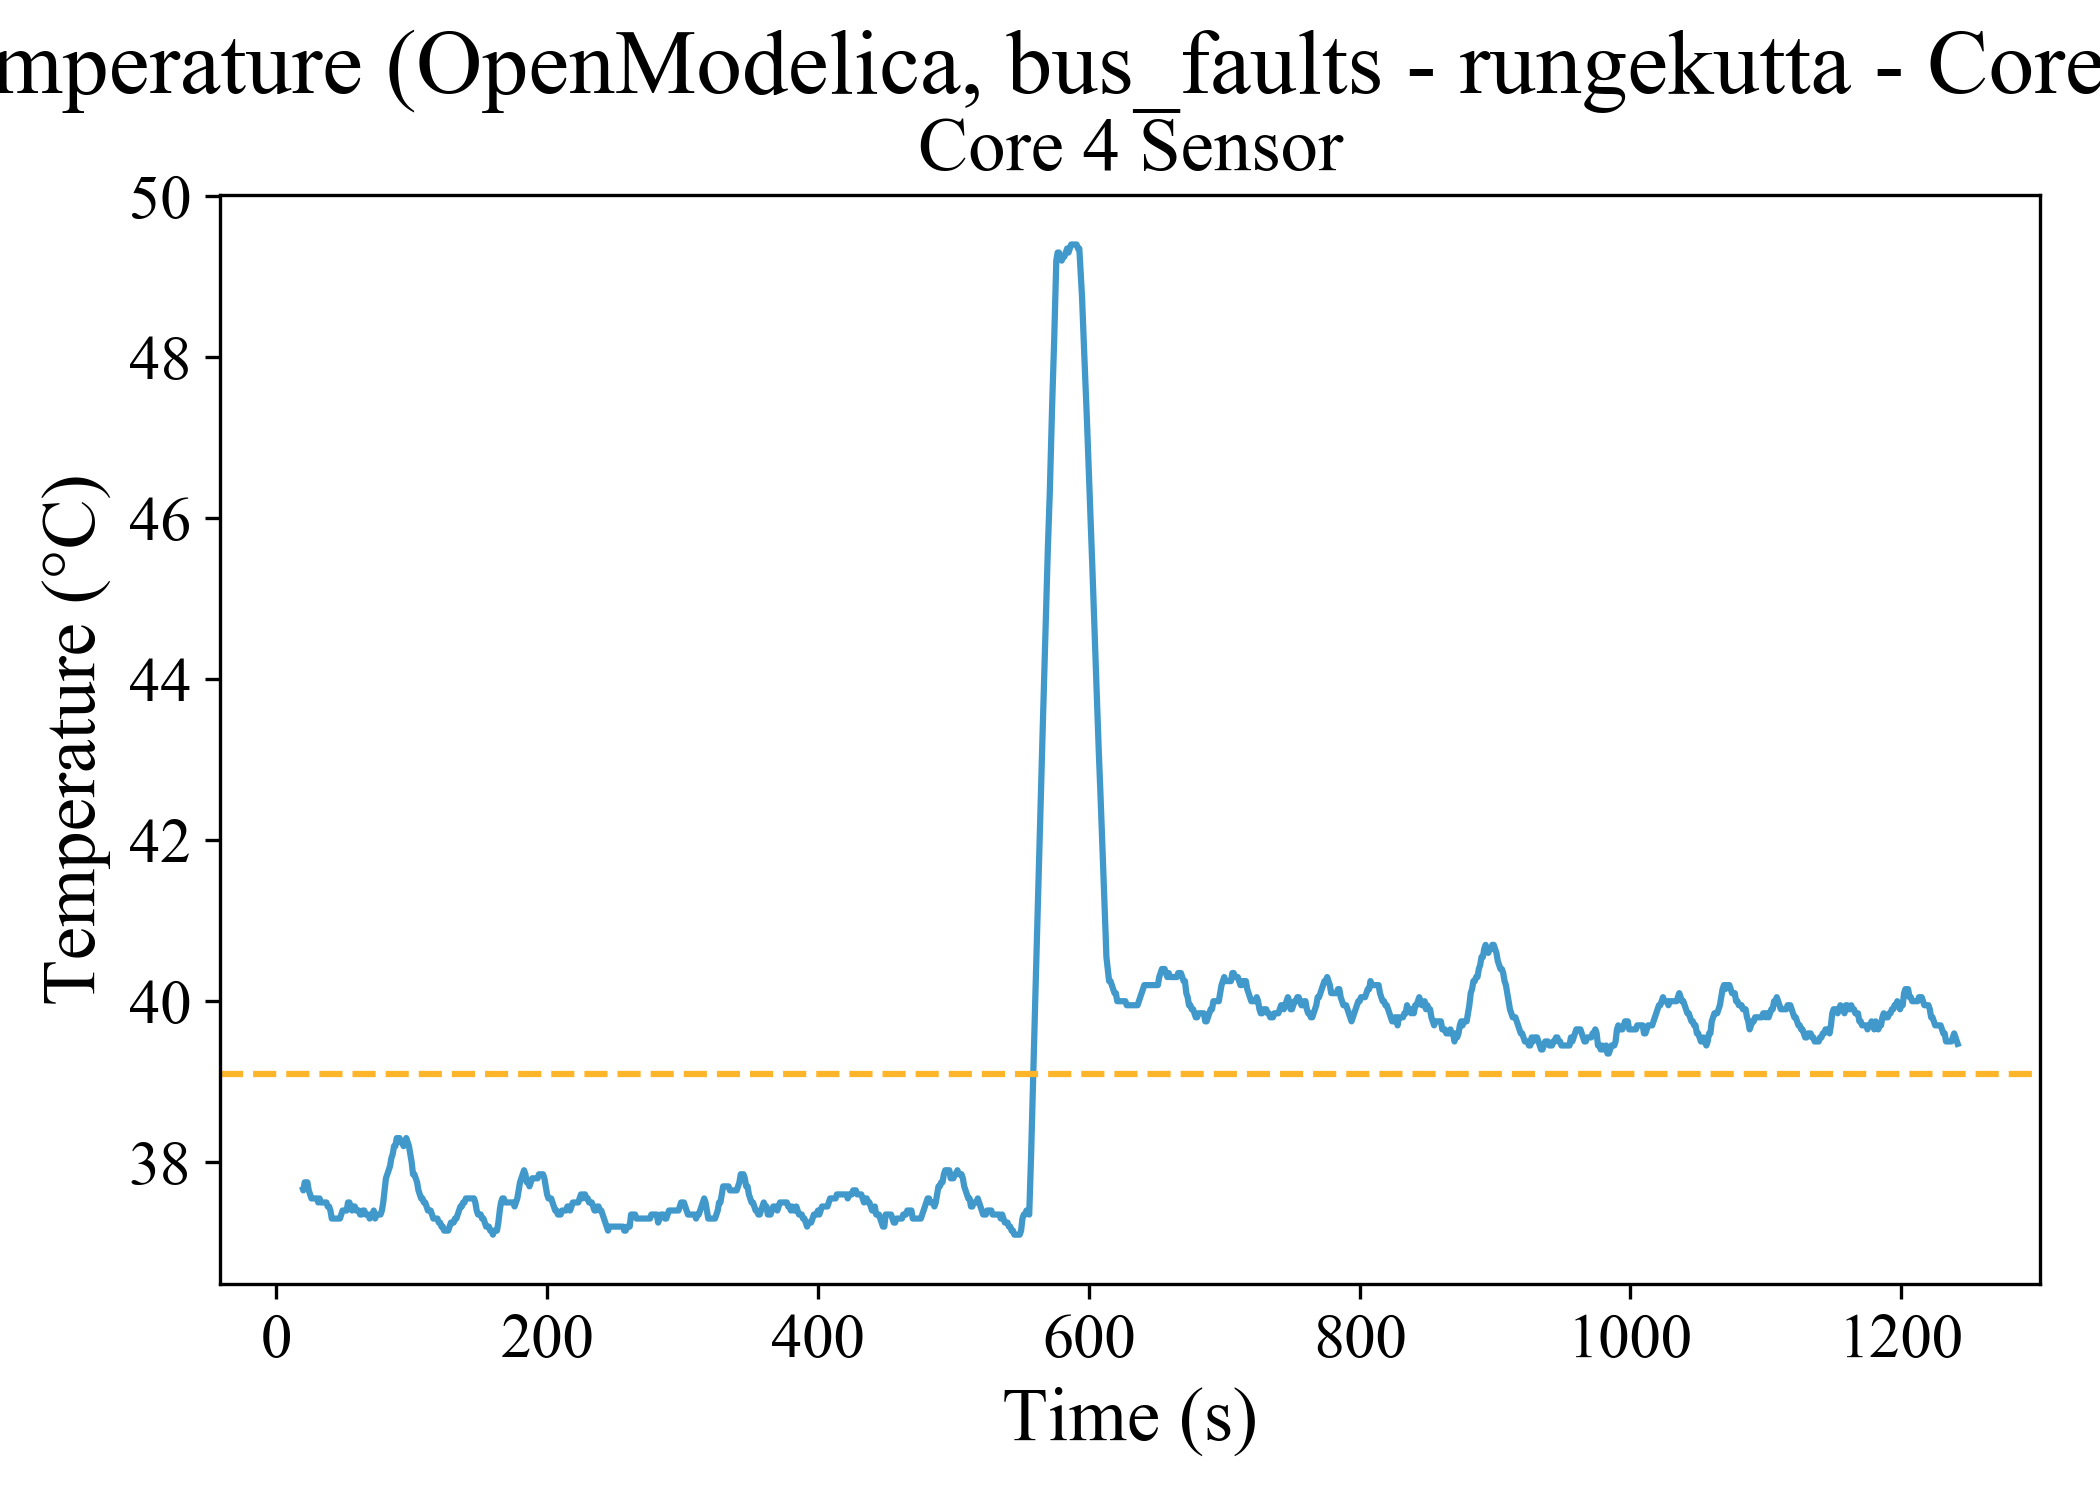 mperature (OpenModelica, bus_faults - rungekutta - Core
Core 4 Sensor
50
48
46
44
42
40
38
Temperature (°C)
0 200 400 600 800 1000 1200
Time (s)